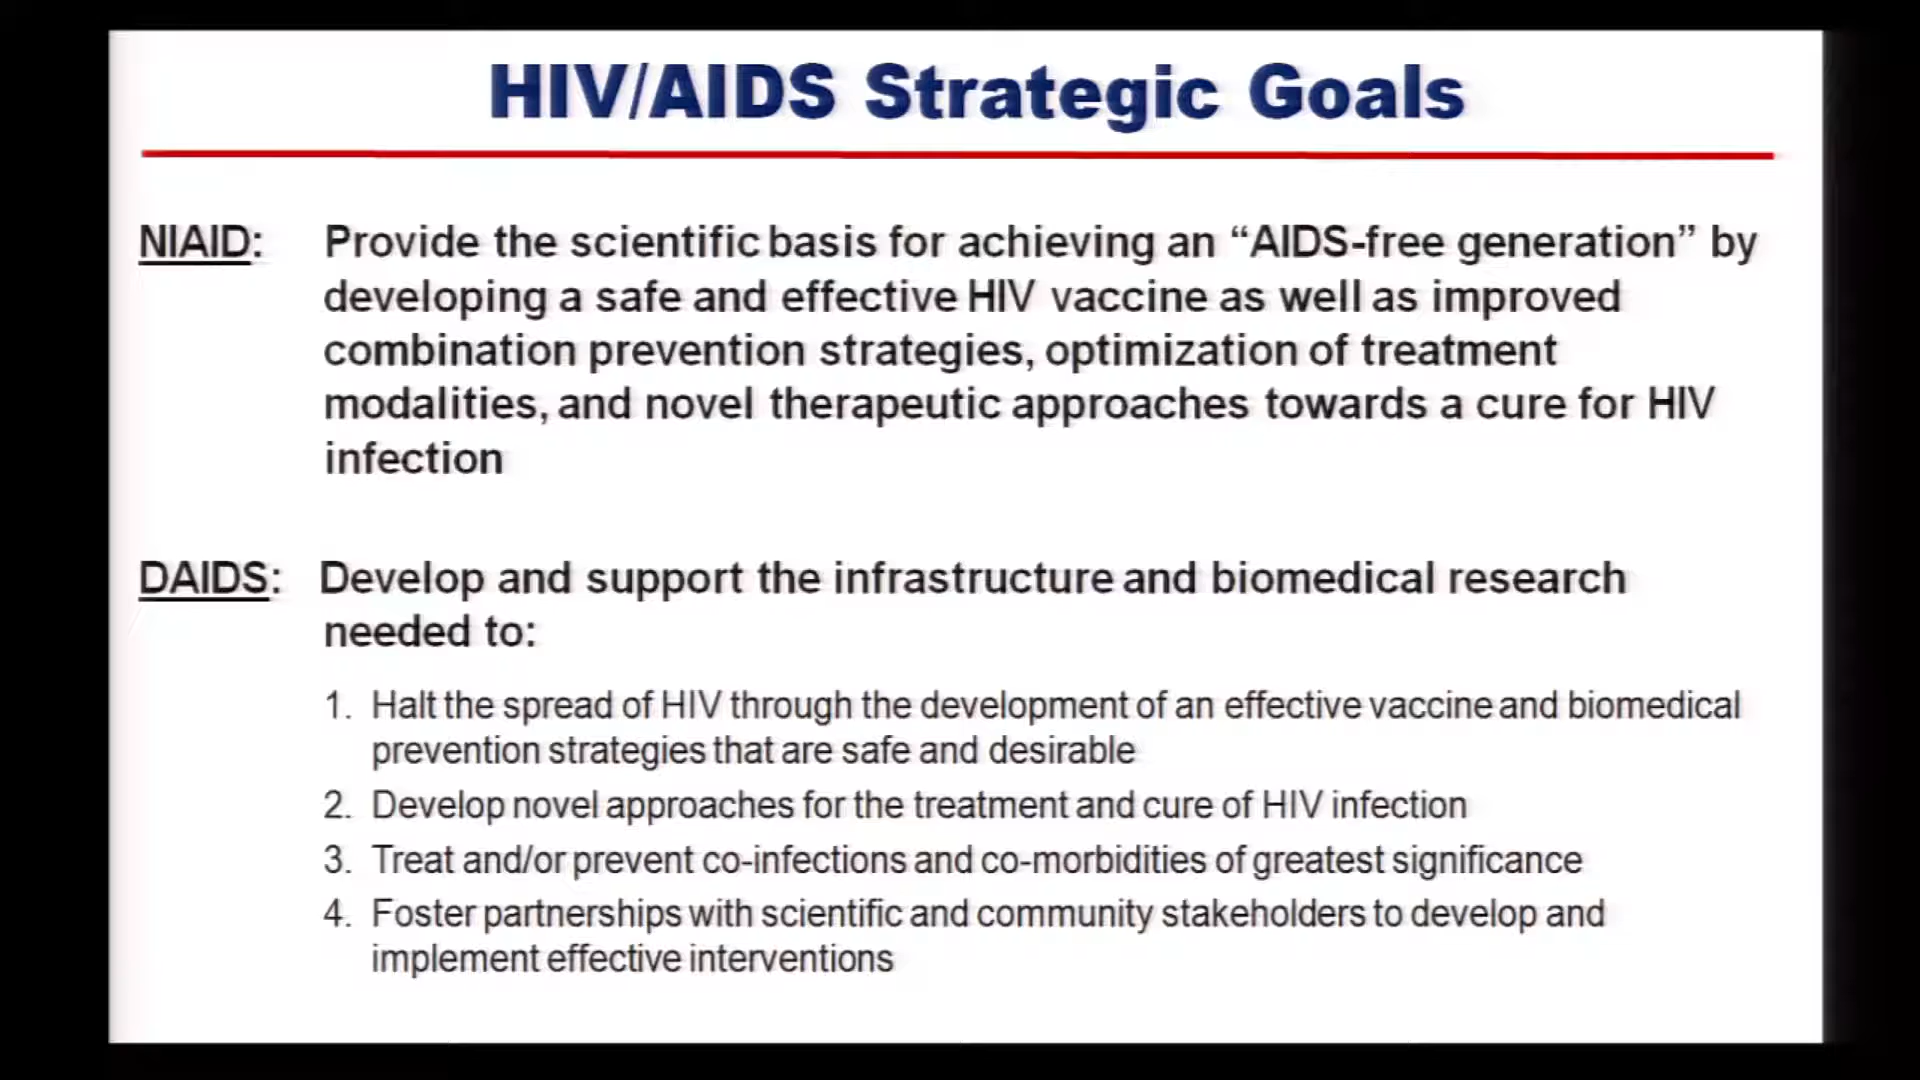 HIV/AIDS Strategic Goals
NIAID: Provide the scientific basis for achieving an “AIDS-free generation” by
developing a safe and effective HIV vaccine as well as improved
combination prevention strategies, optimization of treatment
modalities, and novel therapeutic approaches towards a cure for HIV
infection
DAIDS: Develop and support the infrastructure and biomedical research
needed to:
1. Halt the spread of HIV through the development of an effective vaccine and biomedical
prevention strategies that are safe and desirable
2. Develop novel approaches for the treatment and cure of HIV infection
3. Treat and/or prevent co-infections and co-morbidities of greatest significance
4. Foster partnerships with scientific and community stakeholders to develop and
implement effective interventions